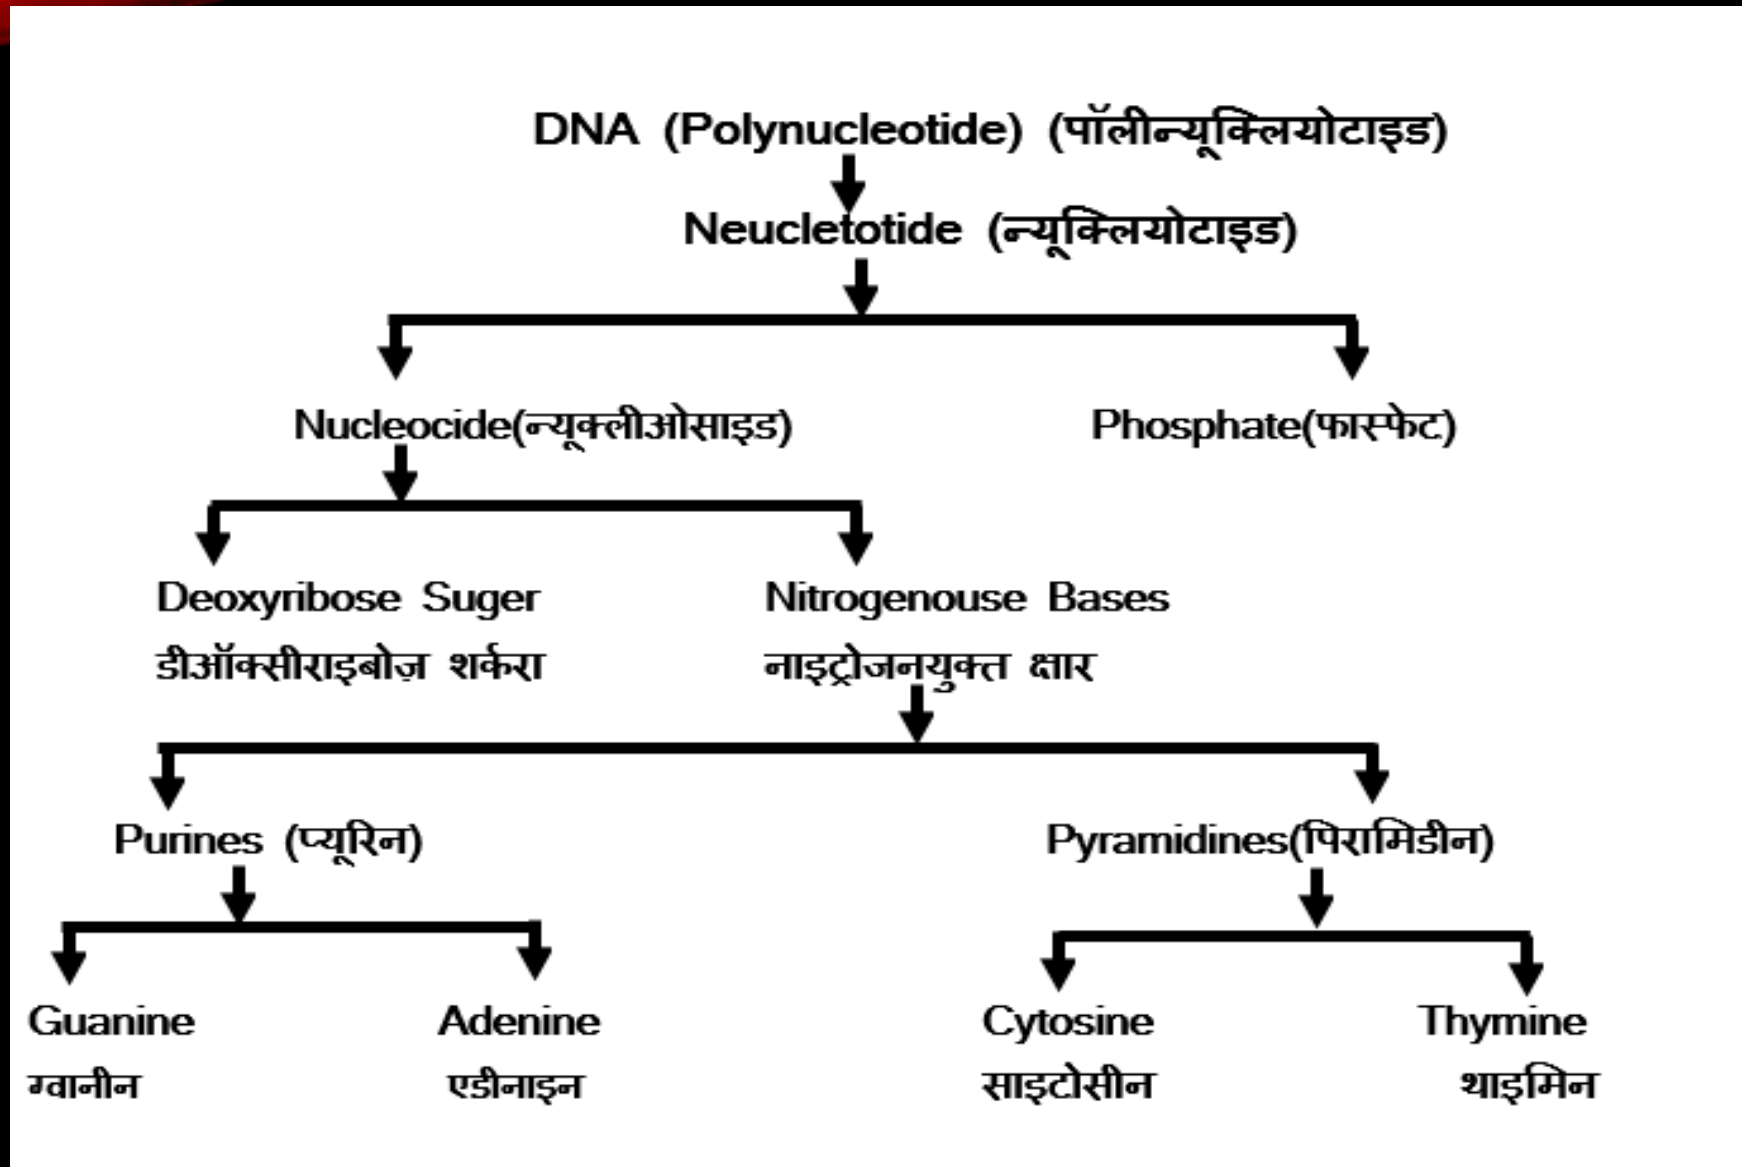 DNA (Polynucleotide) (पॉलीन्यूक्लियोटाइड)
Neucletotide (न्यूक्लियोटाइड)
Nucleocide(न्यूक्लीओसाइड) Phosphate(फास्फेट)
Deoxyribose Suger Nitrogenouse Bases
डीऑक्सीराइबोज़ शर्करा नाइट्रोजनयुक्त क्षार
Purines (प्यूरिन) Pyramidines(पिरामिडीन)
Guanine Adenine Cytosine Thymine
ग्वानीन एडीनाइन साइटोसीन थाइमिन